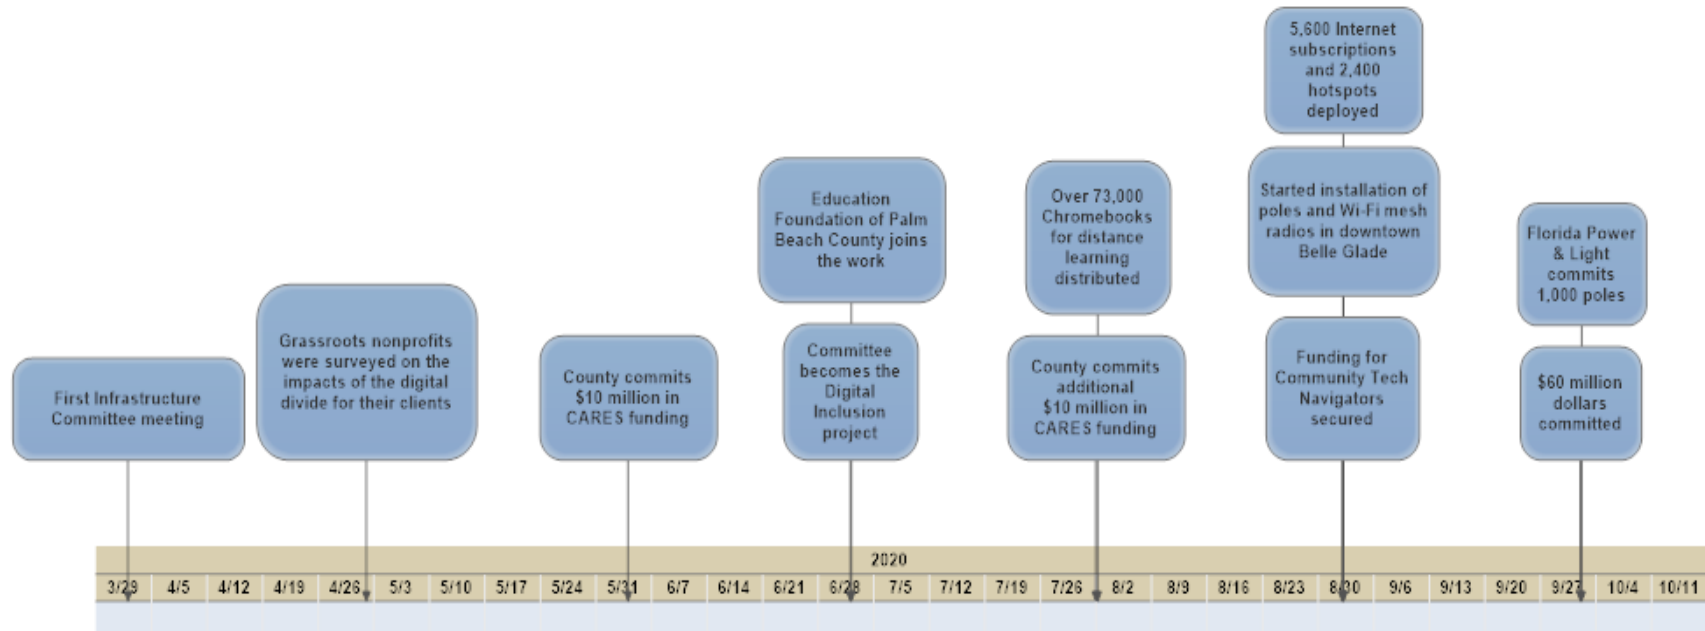 First Infrastructure
Committee meeting
Grassroots nonprofits
were surveyed on the
impacts of the digital
divide for their clients
County commits
$10 million in
CARES funding
Education
Foundation of Palm
Beach County joins
the work
Committee
becomes the
Digital
Inclusion
project
Over 73,000
Chromebooks
for distance
learning
distributed
County commits
additional
$10 million in
CARES funding
5,600 Internet
subscriptions
and 2,400
hotspots
deployed
Started installation of
poles and Wi-Fi mesh
radios in downtown
Belle Glade
Funding for
Community Tech
Navigators
secured
Florida Power
& Light
commits
1,000 poles
$60 million
dollars
committed
2020
3/29 4/5 4/12 4/19 4/26 5/3 5/10 5/17 5/24 5/31 6/7 6/14 6/21 6/28 7/5 7/12 7/19 7/26 8/2 8/9 8/16 8/23 8/30 9/6 9/13 9/20 9/27 10/4 10/11